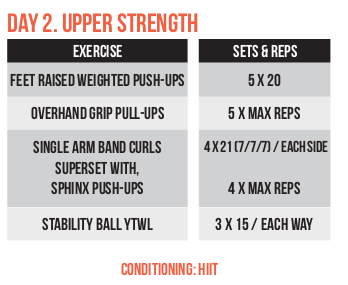 DAY 2. UPPER STRENGTH
EXERCISE SETS & REPS
FEET RAISED WEIGHTED PUSH-UPS 5 X 20
OVERHAND GRIP PULL-UPS 5 X MAX REPS
SINGLE ARM BAND CURLS 4 X 21 (7/7/7) / EACH SIDE
SUPERSET WITH,
SPHINX PUSH-UPS 4 X MAX REPS
STABILITY BALL YTWL 3 X 15 / EACH WAY
CONDITIONING: HIIT